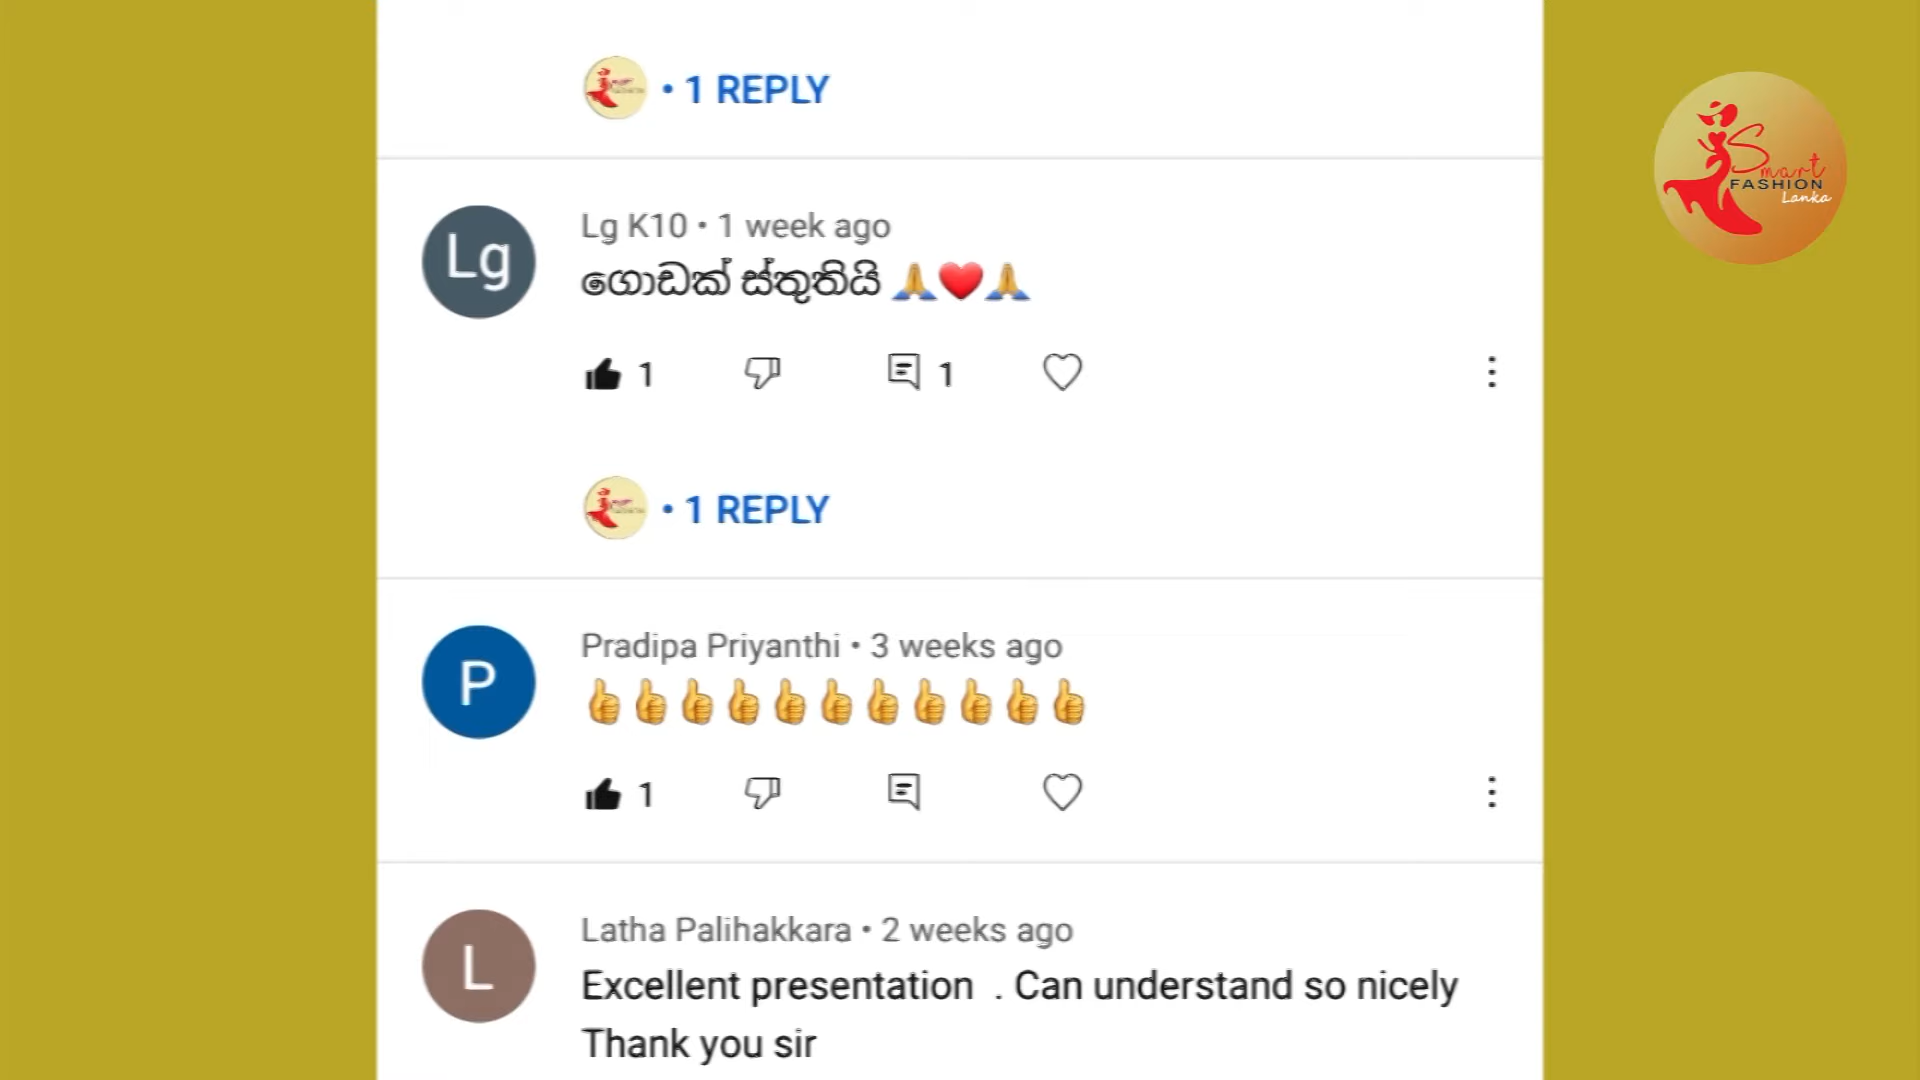 • 1 REPLY
Smart
FASHION
Lanka
Lg
Lg K10 • 1 week ago
ගොඩක් ස්තුතියි 🙏❤️🙏
1
1
• 1 REPLY
P
Pradipa Priyanthi • 3 weeks ago
👍👍👍👍👍👍👍👍👍👍👍
1
L
Latha Palihakkara • 2 weeks ago
Excellent presentation . Can understand so nicely
Thank you sir